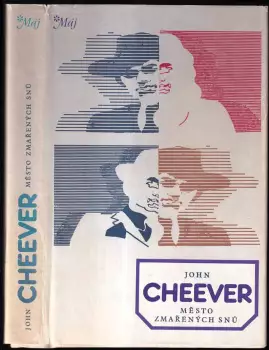 *Máj
JOHN CHEEVER MĚSTO ZMAŘENÝCH SNŮ
*Máj
JOHN
CHEEVER
MĚSTO
ZMAŘENÝCH SNŮ